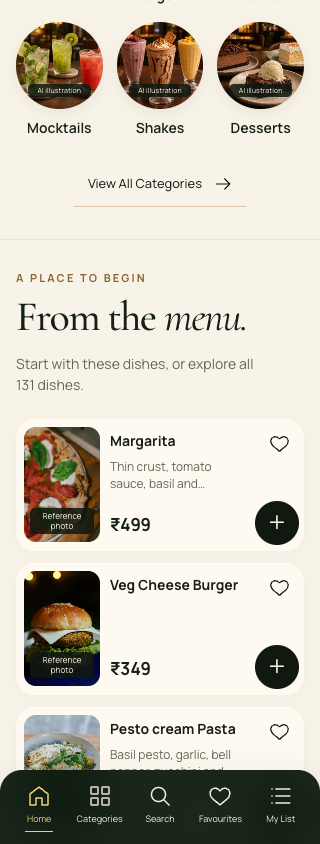 AI illustration
AI illustration
AI illustration
Mocktails
Shakes
Desserts
View All Categories
A PLACE TO BEGIN
From the menu.
Start with these dishes, or explore all
131 dishes.
Margarita
Thin crust, tomato
sauce, basil and...
Reference
photo
₹499
Veg Cheese Burger
Reference
photo
₹349
Pesto cream Pasta
Basil pesto, garlic, bell
Home
Categories
Search
Favourites
My List